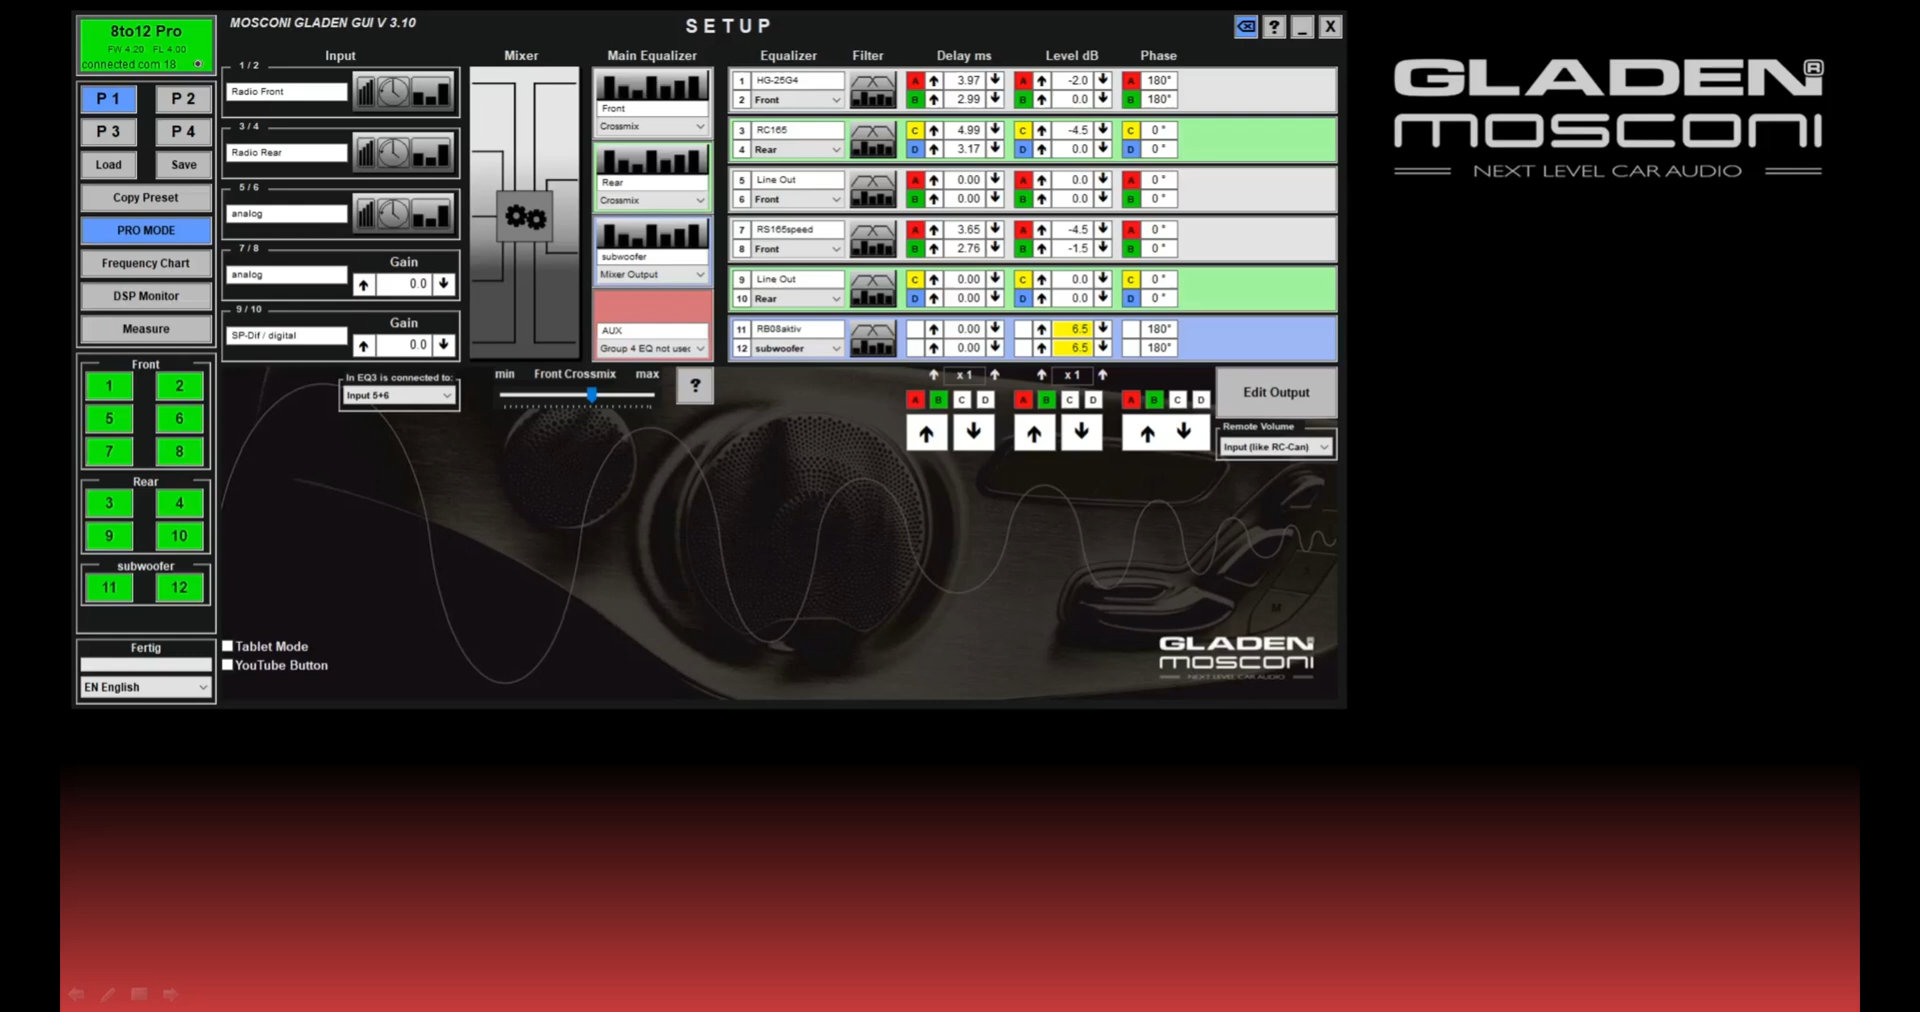 8to12 Pro
FW 4.20 FL 4.00
connected com 18
MOSCONI GLADEN GUI V 3.10
SETUP
?
_
X
Input
Mixer
Main Equalizer
Equalizer
Filter
Delay ms
Level dB
Phase
P 1
P 2
P 3
P 4
Load
Save
Copy Preset
PRO MODE
Frequency Chart
DSP Monitor
Measure
Front
1
2
5
6
7
8
Rear
3
4
9
10
subwoofer
11
12
Fertig
EN English
1 / 2
Radio Front
3 / 4
Radio Rear
5 / 6
analog
7 / 8
analog
Gain
0.0
9 / 10
SP-Dif / digital
Gain
0.0
In EQ3 is connected to:
Input 5+6
Front
Crossmix
Rear
Crossmix
subwoofer
Mixer Output
AUX
Group 4 EQ not usec
min Front Crossmix max
?
1 HG-25G4 A 3.97 A -2.0 A 180°
2 Front B 2.99 B 0.0 B 180°
3 RC165 C 4.99 C -4.5 C 0°
4 Rear D 3.17 D 0.0 D 0°
5 Line Out A 0.00 A 0.0 A 0°
6 Front B 0.00 B 0.0 B 0°
7 RS165speed A 3.65 A -4.5 A 0°
8 Front B 2.76 B -1.5 B 0°
9 Line Out C 0.00 C 0.0 C 0°
10 Rear D 0.00 D 0.0 D 0°
11 RB08aktiv 0.00 6.5 180°
12 subwoofer 0.00 6.5 180°
x 1 x 1
A B C D A B C D A B C D
Edit Output
Remote Volume
Input (like RC-Can)
Tablet Mode
YouTube Button
M
GLADEN
MOSCONI
NEXT LEVEL CAR AUDIO
GLADEN®
MOSCONI
NEXT LEVEL CAR AUDIO